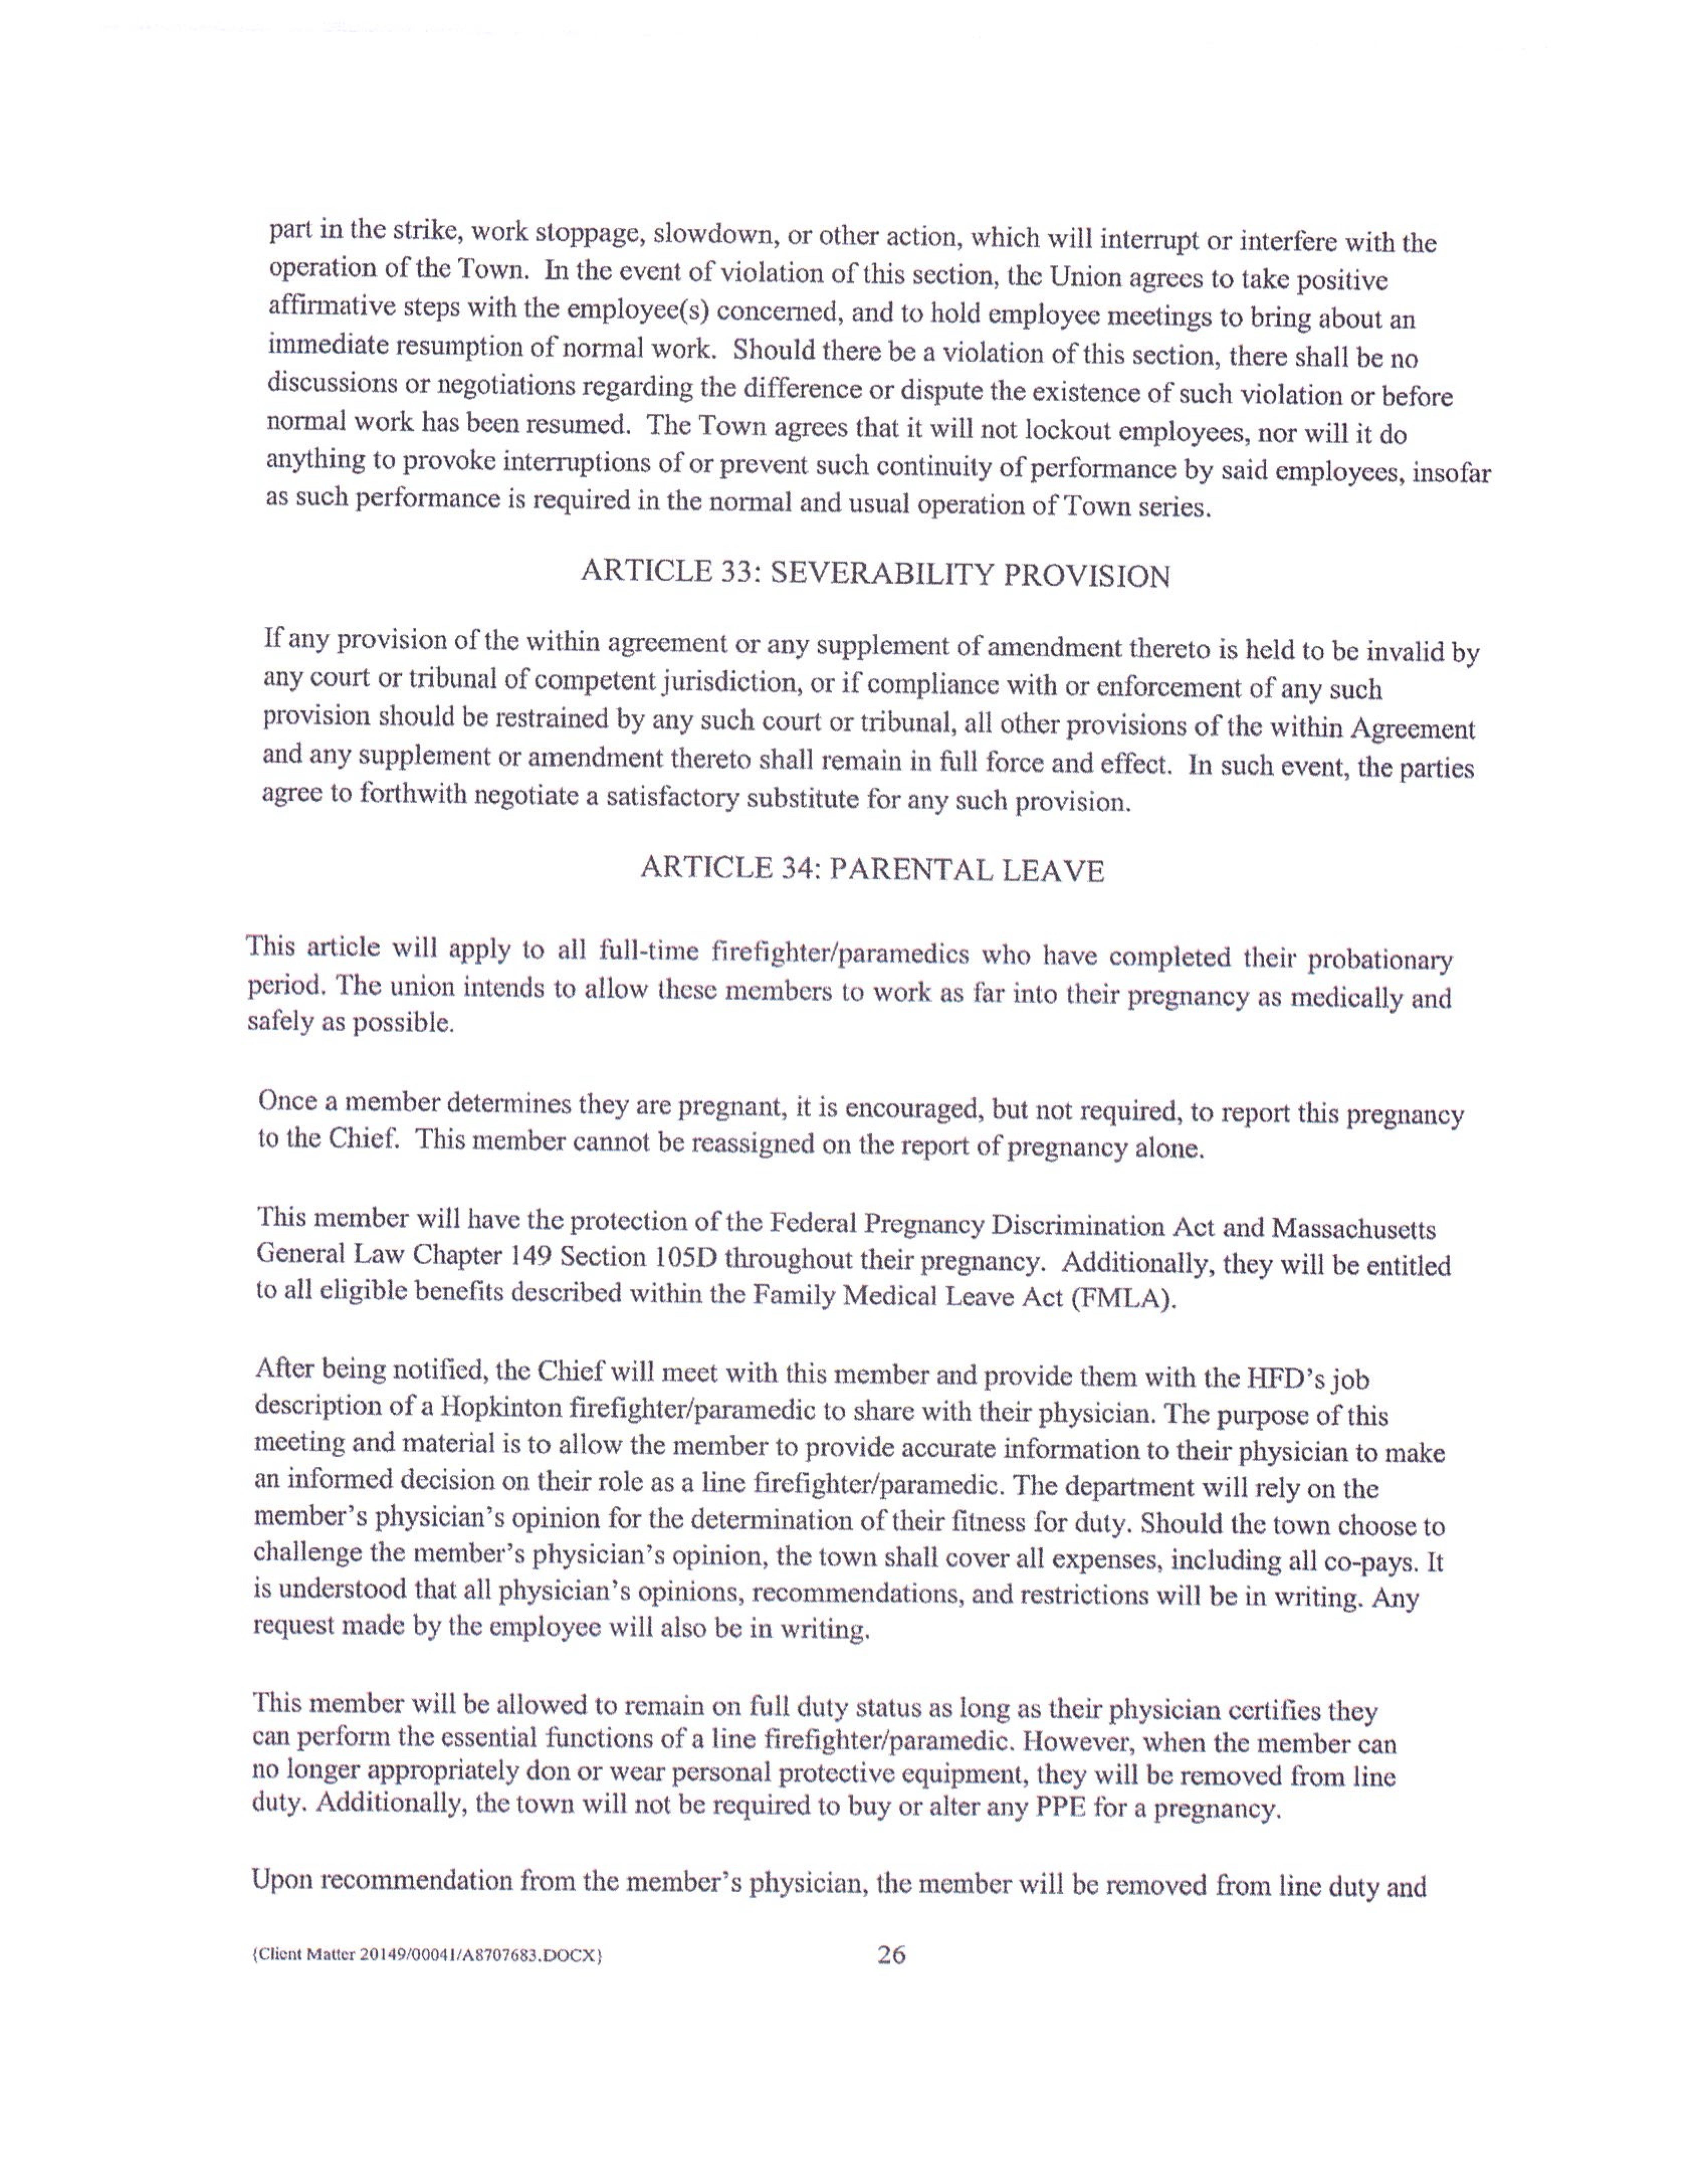 part in the strike, work stoppage, slowdown, or other action, which will interrupt or interfere with the
operation of the Town. In the event of violation of this section, the Union agrees to take positive
affirmative steps with the employee(s) concerned, and to hold employee meetings to bring about an
immediate resumption of normal work. Should there be a violation of this section, there shall be no
discussions or negotiations regarding the difference or dispute the existence of such violation or before
normal work has been resumed. The Town agrees that it will not lockout employees, nor will it do
anything to provoke interruptions of or prevent such continuity of performance by said employees, insofar
as such performance is required in the normal and usual operation of Town series.
ARTICLE 33: SEVERABILITY PROVISION
If any provision of the within agreement or any supplement of amendment thereto is held to be invalid by
any court or tribunal of competent jurisdiction, or if compliance with or enforcement of any such
provision should be restrained by any such court or tribunal, all other provisions of the within Agreement
and any supplement or amendment thereto shall remain in full force and effect. In such event, the parties
agree to forthwith negotiate a satisfactory substitute for any such provision.
ARTICLE 34: PARENTAL LEAVE
This article will apply to all full-time firefighter/paramedics who have completed their probationary
period. The union intends to allow these members to work as far into their pregnancy as medically and
safely as possible.
Once a member determines they are pregnant, it is encouraged, but not required, to report this pregnancy
to the Chief. This member cannot be reassigned on the report of pregnancy alone.
This member will have the protection of the Federal Pregnancy Discrimination Act and Massachusetts
General Law Chapter 149 Section 105D throughout their pregnancy. Additionally, they will be entitled
to all eligible benefits described within the Family Medical Leave Act (FMLA).
After being notified, the Chief will meet with this member and provide them with the HFD's job
description of a Hopkinton firefighter/paramedic to share with their physician. The purpose of this
meeting and material is to allow the member to provide accurate information to their physician to make
an informed decision on their role as a line firefighter/paramedic. The department will rely on the
member's physician's opinion for the determination of their fitness for duty. Should the town choose to
challenge the member's physician's opinion, the town shall cover all expenses, including all co-pays. It
is understood that all physician's opinions, recommendations, and restrictions will be in writing. Any
request made by the employee will also be in writing.
This member will be allowed to remain on full duty status as long as their physician certifies they
can perform the essential functions of a line firefighter/paramedic. However, when the member can
no longer appropriately don or wear personal protective equipment, they will be removed from line
duty. Additionally, the town will not be required to buy or alter any PPE for a pregnancy.
Upon recommendation from the member's physician, the member will be removed from line duty and
{Client Matter 20149/00041/A8707683.DOCX}
26